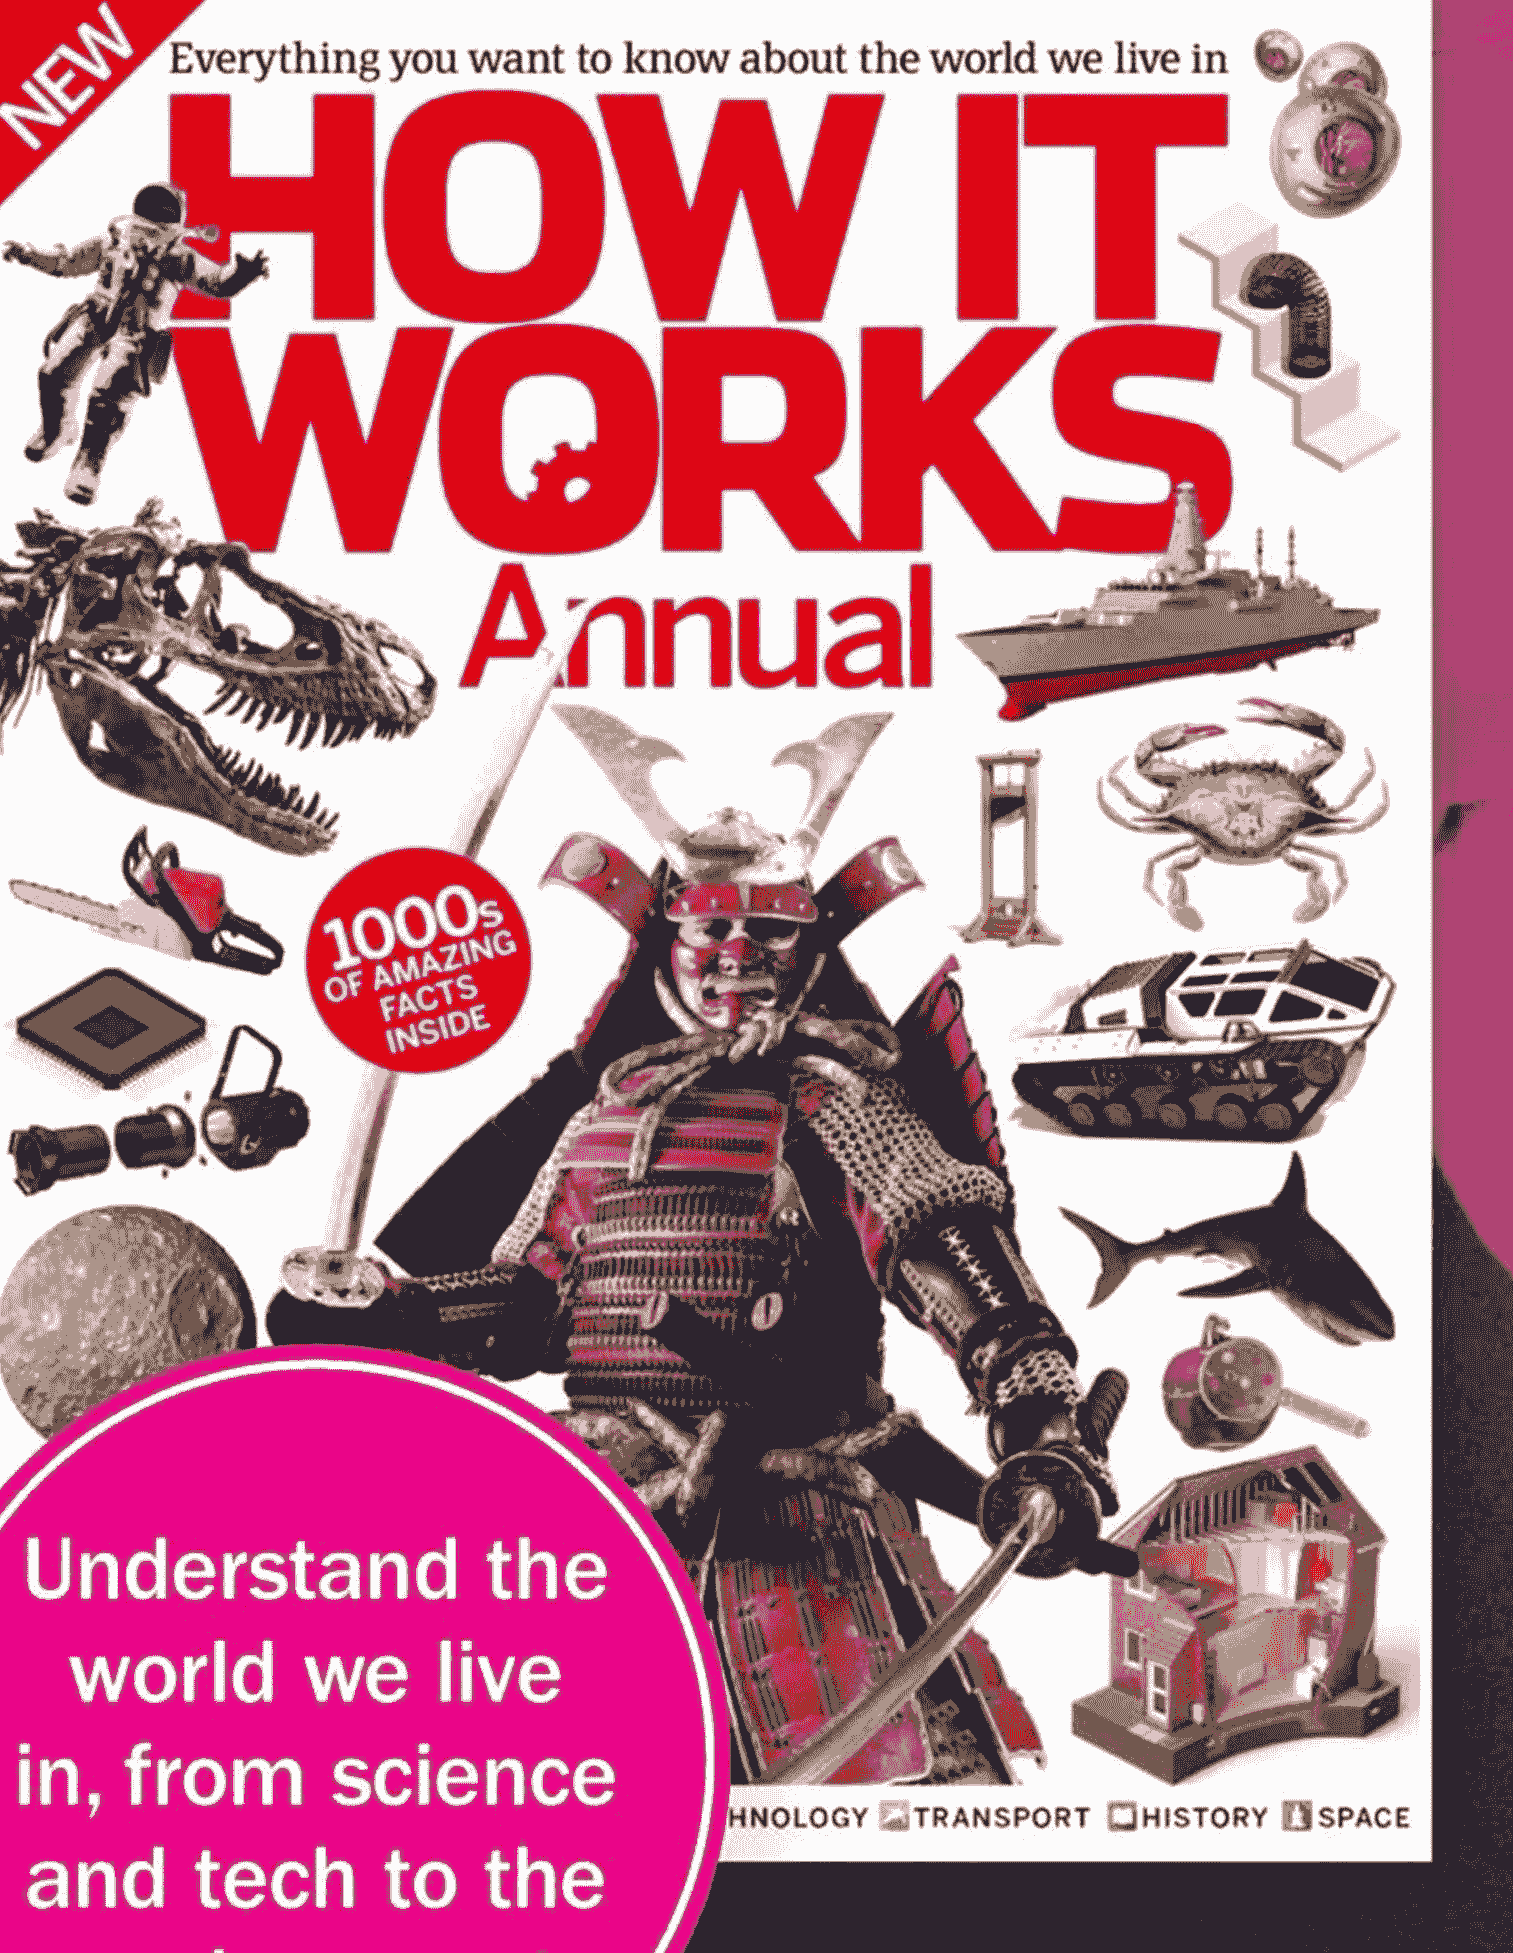 NEW
Everything you want to know about the world we live in
HOW IT
WORKS
Annual
1000s
OF AMAZING
FACTS
INSIDE
Understand the
world we live
in, from science
and tech to the
HNOLOGY TRANSPORT HISTORY SPACE